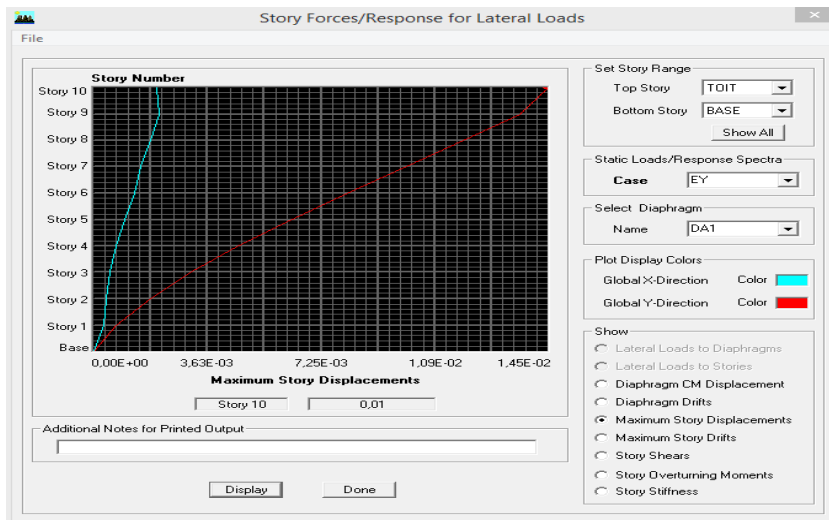 Story Forces/Response for Lateral Loads
File
Story Number
Story 10
Story 9
Story 8
Story 7
Story 6
Story 5
Story 4
Story 3
Story 2
Story 1
Base
0,00E+00 3,63E-03 7,25E-03 1,09E-02 1,45E-02
Maximum Story Displacements
Story 10 0,01
Additional Notes for Printed Output
Display Done
Set Story Range
Top Story TOIT
Bottom Story BASE
Show All
Static Loads/Response Spectra
Case EY
Select Diaphragm
Name DA1
Plot Display Colors
Global X-Direction Color
Global Y-Direction Color
Show
Lateral Loads to Diaphragms
Lateral Loads to Stories
Diaphragm CM Displacement
Diaphragm Drifts
Maximum Story Displacements
Maximum Story Drifts
Story Shears
Story Overturning Moments
Story Stiffness